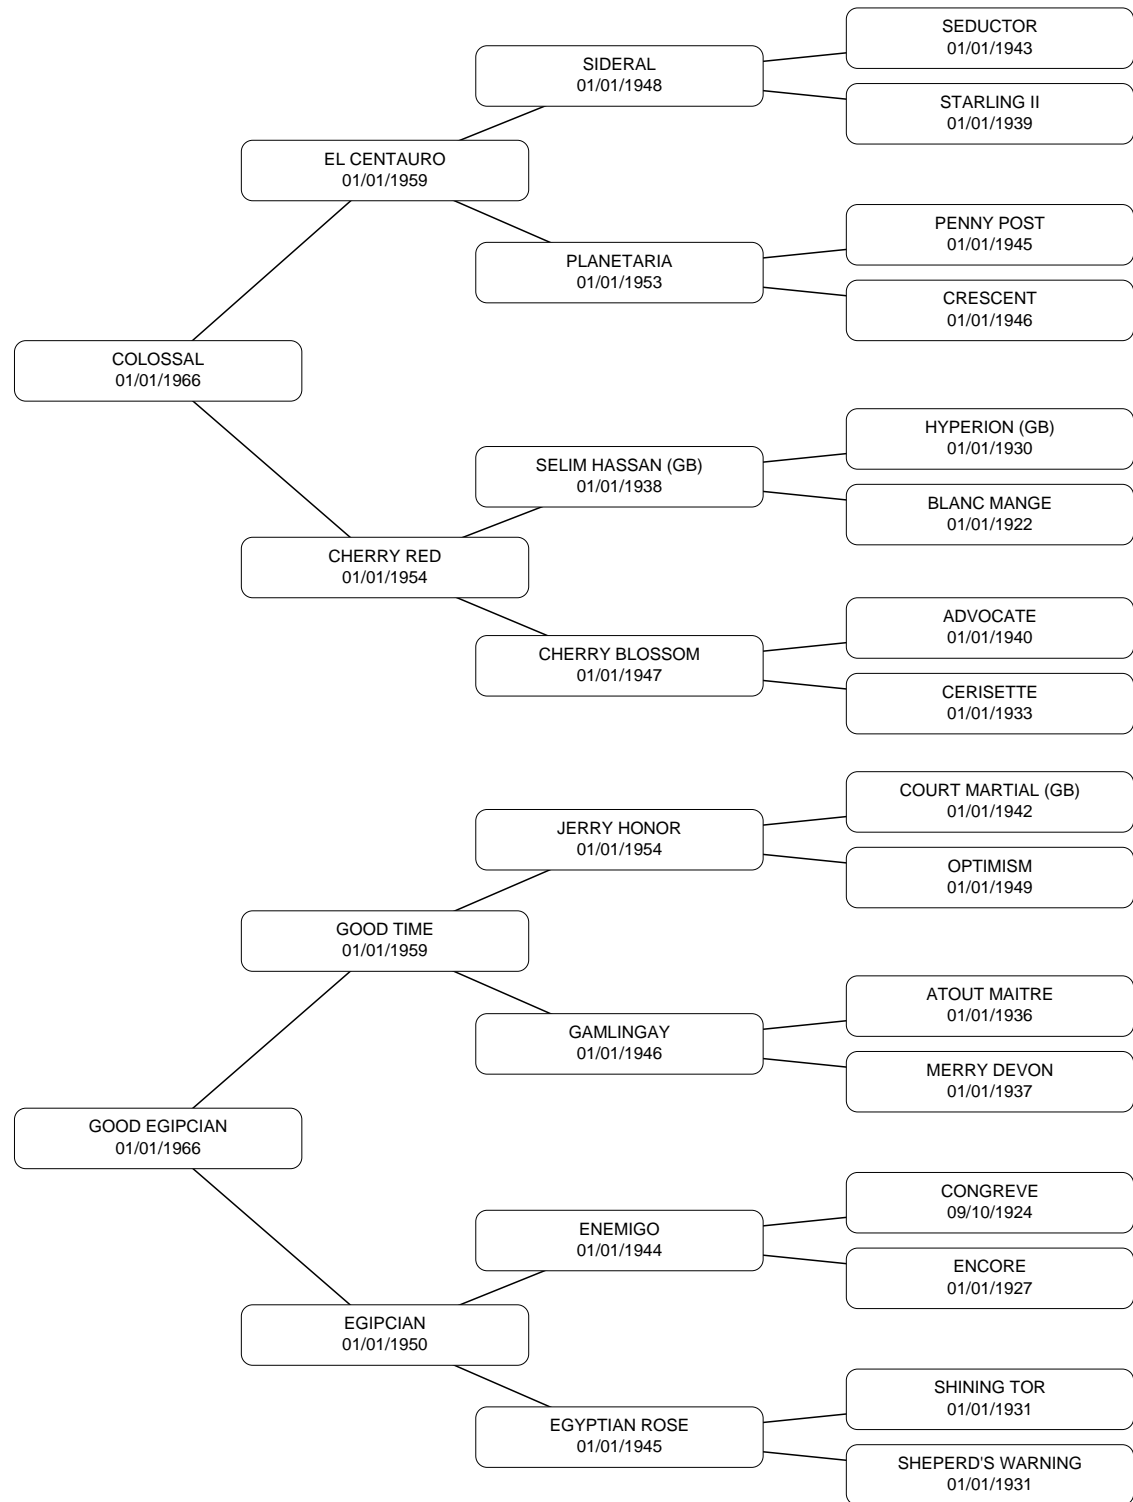 SEDUCTOR
01/01/1943
SIDERAL
01/01/1948
STARLING II
01/01/1939
EL CENTAURO
01/01/1959
PENNY POST
01/01/1945
PLANETARIA
01/01/1953
CRESCENT
01/01/1946
COLOSSAL
01/01/1966
HYPERION (GB)
01/01/1930
SELIM HASSAN (GB)
01/01/1938
BLANC MANGE
01/01/1922
CHERRY RED
01/01/1954
ADVOCATE
01/01/1940
CHERRY BLOSSOM
01/01/1947
CERISETTE
01/01/1933
COURT MARTIAL (GB)
01/01/1942
JERRY HONOR
01/01/1954
OPTIMISM
01/01/1949
GOOD TIME
01/01/1959
ATOUT MAITRE
01/01/1936
GAMLINGAY
01/01/1946
MERRY DEVON
01/01/1937
GOOD EGIPCIAN
01/01/1966
CONGREVE
09/10/1924
ENEMIGO
01/01/1944
ENCORE
01/01/1927
EGIPCIAN
01/01/1950
SHINING TOR
01/01/1931
EGYPTIAN ROSE
01/01/1945
SHEPERD'S WARNING
01/01/1931